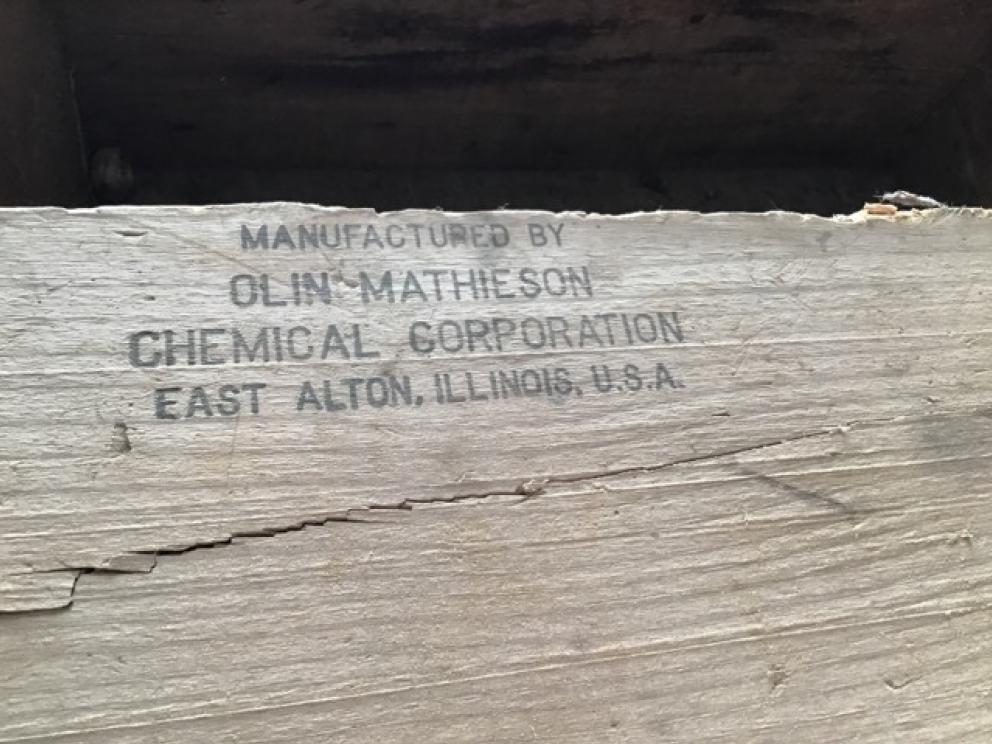 MANUFACTURED BY
OLIN MATHIESON
CHEMICAL CORPORATION
EAST ALTON, ILLINOIS, U.S.A.